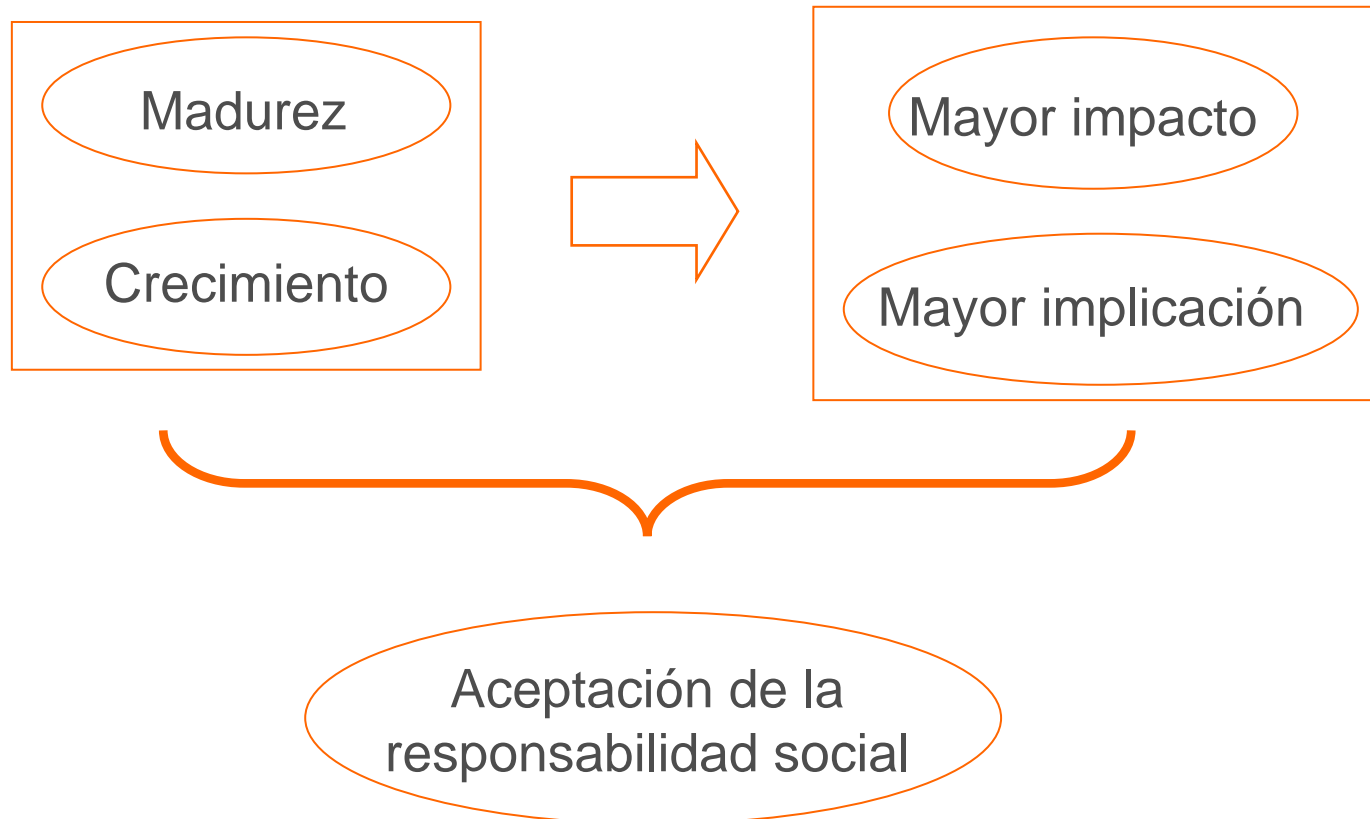 Madurez
Crecimiento
Mayor impacto
Mayor implicación
Aceptación de la
responsabilidad social